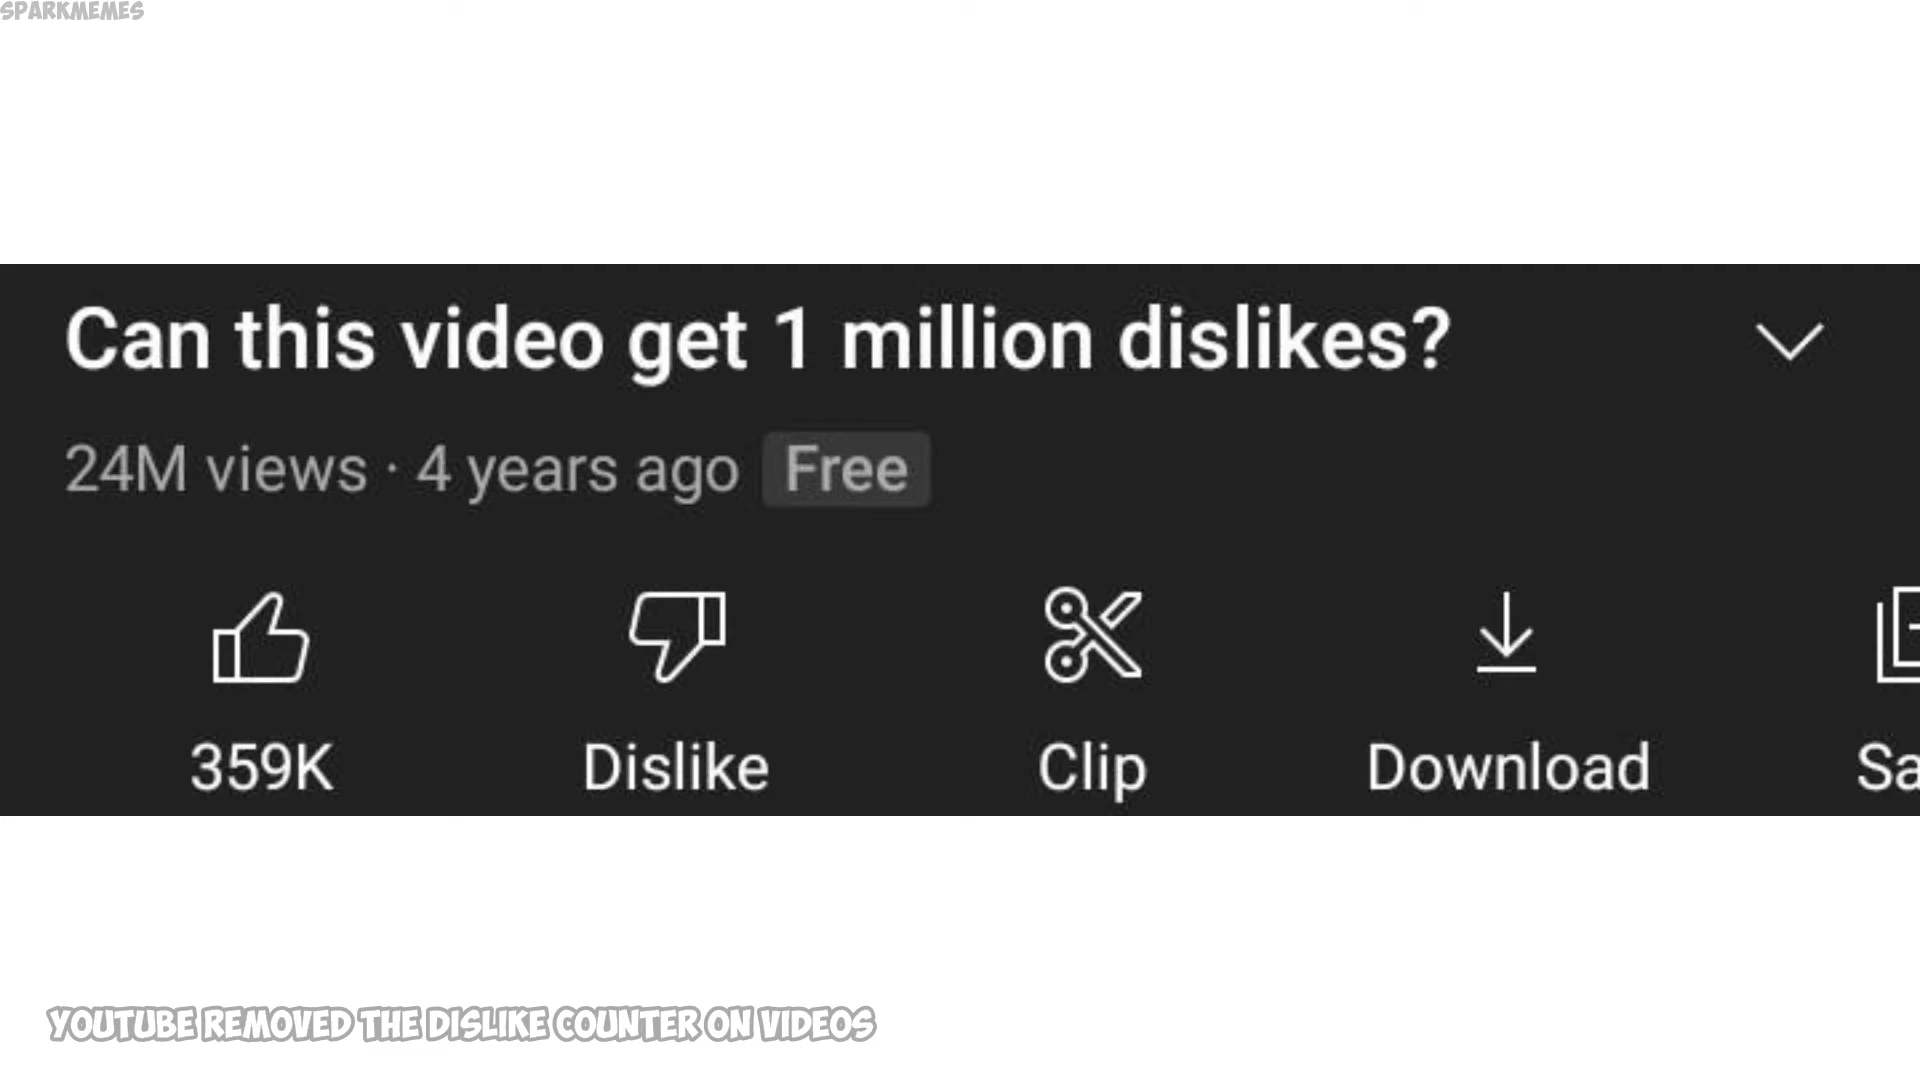 SPARKMEMES
Can this video get 1 million dislikes?
24M views · 4 years ago Free
359K Dislike Clip Download Sa
YOUTUBE REMOVED THE DISLIKE COUNTER ON VIDEOS